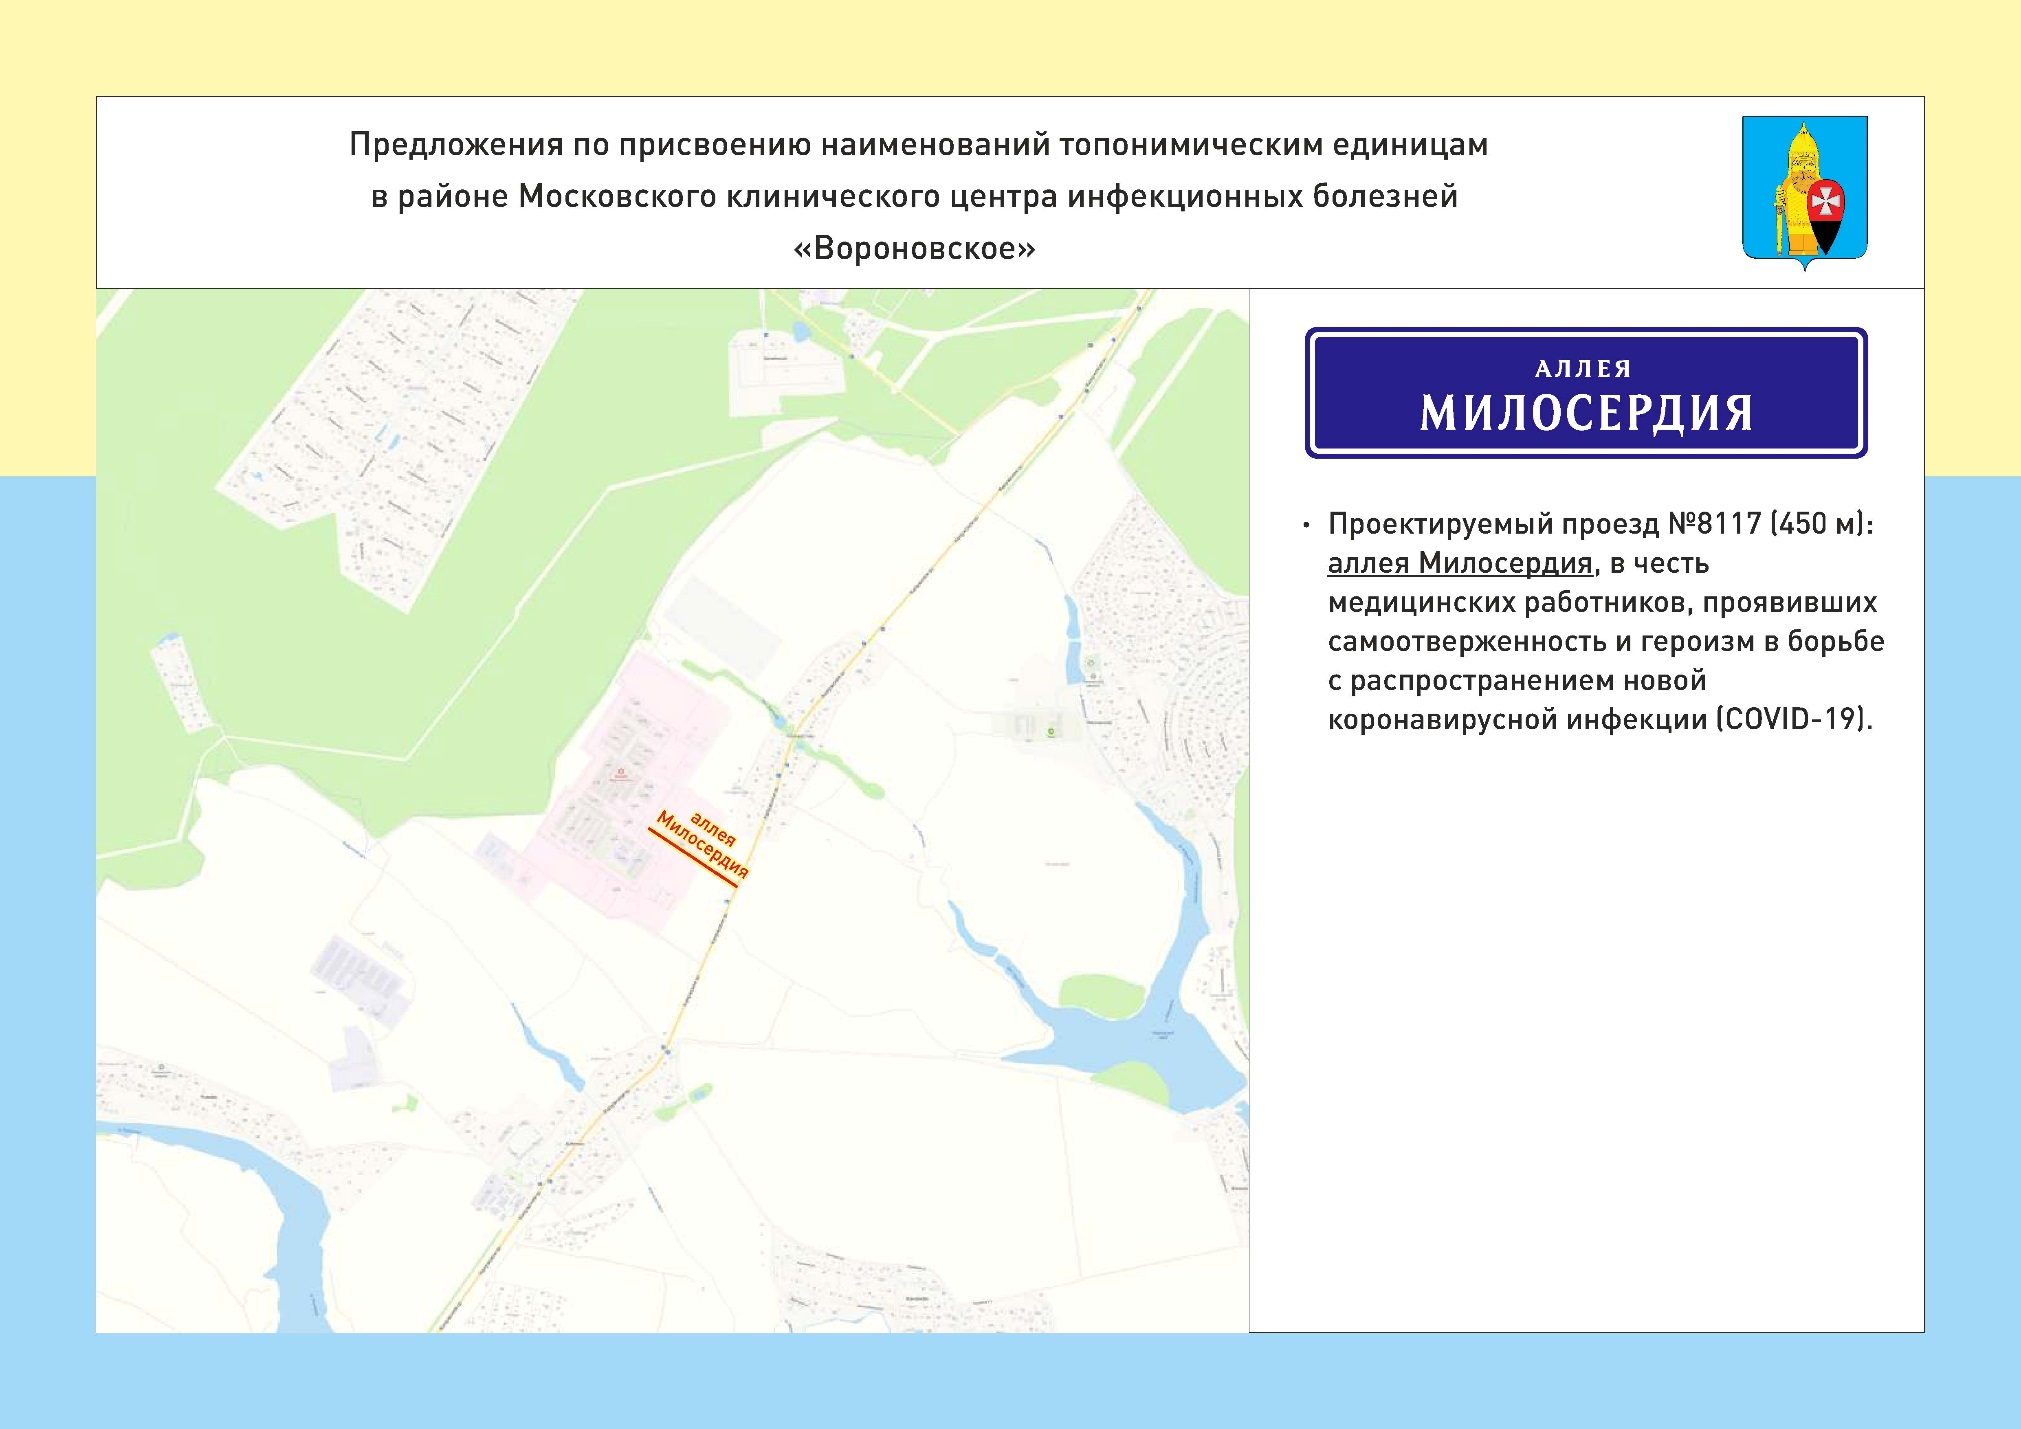 Предложения по присвоению наименований топонимическим единицам
в районе Московского клинического центра инфекционных болезней
«Вороновское»
АЛЛЕЯ
МИЛОСЕРДИЯ
• Проектируемый проезд №8117 (450 м):
аллея Милосердия, в честь
медицинских работников, проявивших
самоотверженность и героизм в борьбе
с распространением новой
коронавирусной инфекции (COVID-19).
аллея
Милосердия